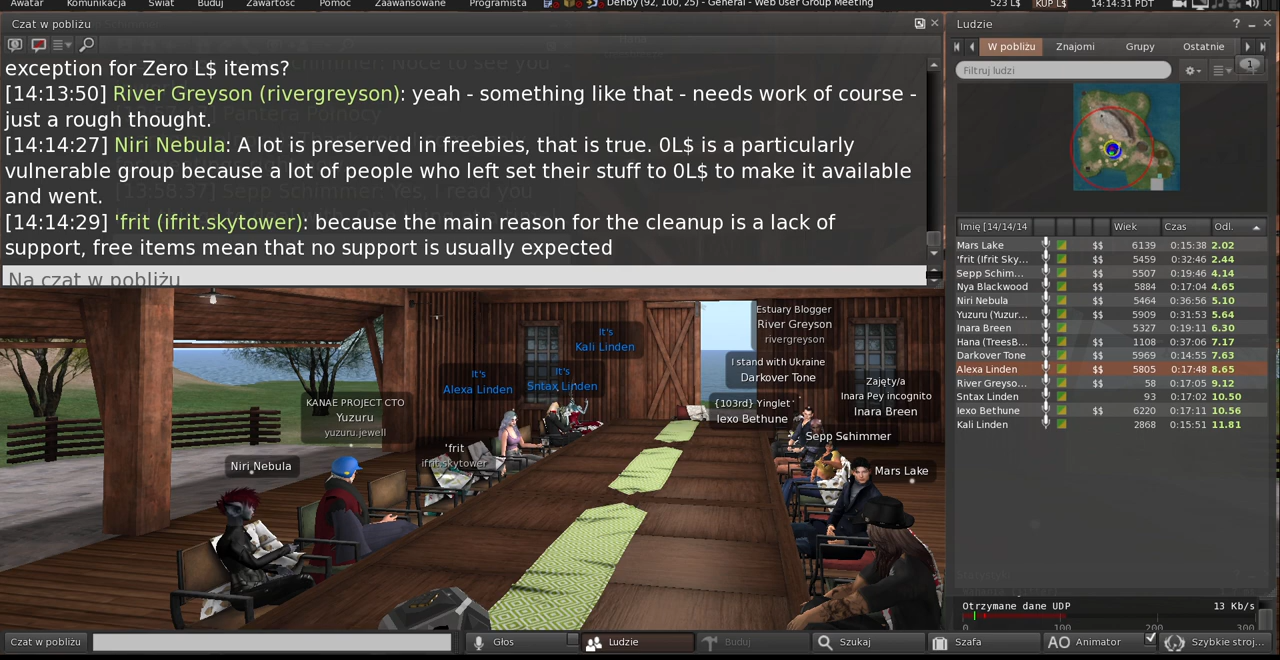 Awatar Komunikacja Świat Buduj Zawartość Pomoc Zaawansowane Programista Denby (92, 100, 25) - General - Web User Group Meeting 523 L$ KUP L$ 14:14:31 PDT
Czat w pobliżu
exception for Zero L$ items?
[14:13:50] River Greyson (rivergreyson): yeah - something like that - needs work of course -
just a rough thought.
[14:14:27] Niri Nebula: A lot is preserved in freebies, that is true. 0L$ is a particularly
vulnerable group because a lot of people who left set their stuff to 0L$ to make it available
and went.
[14:14:29] 'frit (ifrit.skytower): because the main reason for the cleanup is a lack of
support, free items mean that no support is usually expected
Na czat w pobliżu
It's
Kali Linden
It's
Alexa Linden
It's
Sntax Linden
Estuary Blogger
River Greyson
rivergreyson
I stand with Ukraine
Darkover Tone
{103rd} Yinglet
Iexo Bethune
Zajęty/a
Inara Pey incognito
Inara Breen
KANAE PROJECT CTO
Yuzuru
yuzuru.jewell
'frit
ifrit.skytower
Sepp Schimmer
Niri Nebula
Mars Lake
Ludzie
W pobliżu Znajomi Grupy Ostatnie
Filtruj ludzi
1
Imię [14/14/14 Wiek Czas Odl.
Mars Lake $$ 6139 0:15:38 2.02
'frit (Ifrit Sky... $$ 5459 0:32:46 2.44
Sepp Schim... $$ 5507 0:19:46 4.14
Nya Blackwood $$ 5884 0:17:04 4.65
Niri Nebula $$ 5464 0:36:56 5.10
Yuzuru (Yuzur... $$ 5909 0:31:53 5.64
Inara Breen 5327 0:19:11 6.30
Hana (TreesB... $$ 1108 0:37:06 7.17
Darkover Tone $$ 5969 0:14:55 7.63
Alexa Linden 5805 0:17:48 8.65
River Greyso... $$ 58 0:17:05 9.12
Sntax Linden 93 0:17:02 10.50
Iexo Bethune $$ 6220 0:17:11 10.56
Kali Linden 2868 0:15:51 11.81
Otrzymane dane UDP 13 Kb/s
0 100 200 300
Czat w pobliżu Głos Ludzie Buduj Szukaj Szafa AO Animator Szybkie stroj...